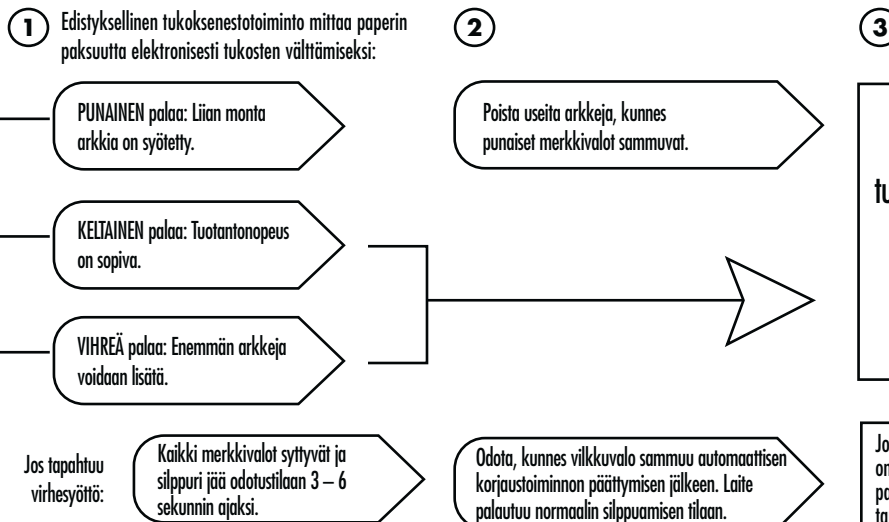 1
Edistyksellinen tukoksenestotoiminto mittaa paperin
paksuutta elektronisesti tukosten välttämiseksi:
PUNAINEN palaa: Liian monta
arkkia on syötetty.
KELTAINEN palaa: Tuotantonopeus
on sopiva.
VIHREÄ palaa: Enemmän arkkeja
voidaan lisätä.
Jos tapahtuu
virhesyöttö:
Kaikki merkkivalot syttyvät ja
silppuri jää odotustilaan 3 – 6
sekunnin ajaksi.
2
Poista useita arkkeja, kunnes
punaiset merkkivalot sammuvat.
Odota, kunnes vilkkuvalo sammuu automaattisen
korjaustoiminnon päättymisen jälkeen. Laite
palautuu normaalin silppuamisen tilaan.
3